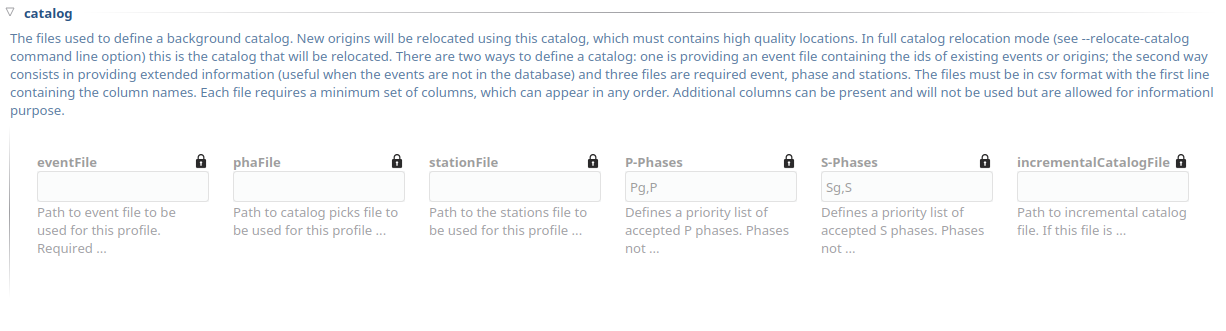 catalog
The files used to define a background catalog. New origins will be relocated using this catalog, which must contains high quality locations. In full catalog relocation mode (see --relocate-catalog
command line option) this is the catalog that will be relocated. There are two ways to define a catalog: one is providing an event file containing the ids of existing events or origins; the second way
consists in providing extended information (useful when the events are not in the database) and three files are required event, phase and stations. The files must be in csv format with the first line
containing the column names. Each file requires a minimum set of columns, which can appear in any order. Additional columns can be present and will not be used but are allowed for informationl
purpose.
eventFile
Path to event file to be
used for this profile.
Required ...
phaFile
Path to catalog picks file to
be used for this profile ...
stationFile
Path to the stations file to
be used for this profile ...
P-Phases
Pg,P
Defines a priority list of
accepted P phases. Phases
not ...
S-Phases
Sg,S
Defines a priority list of
accepted S phases. Phases
not ...
incrementalCatalogFile
Path to incremental catalog
file. If this file is ...